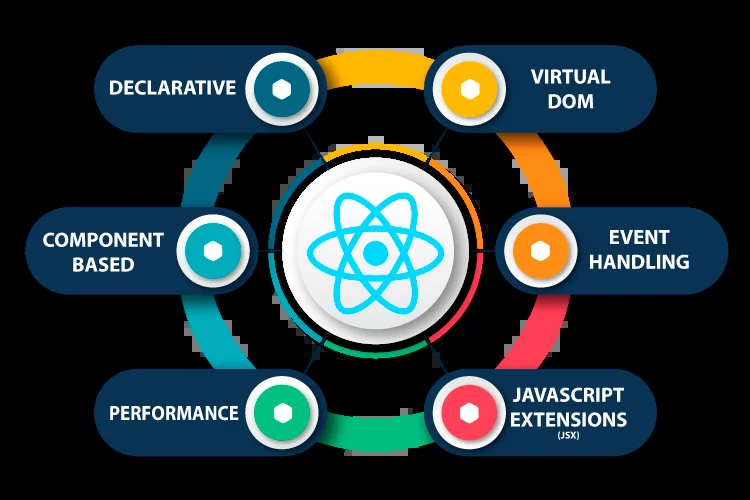 DECLARATIVE
VIRTUAL
DOM
COMPONENT
BASED
EVENT
HANDLING
PERFORMANCE
JAVASCRIPT
EXTENSIONS
(JSX)